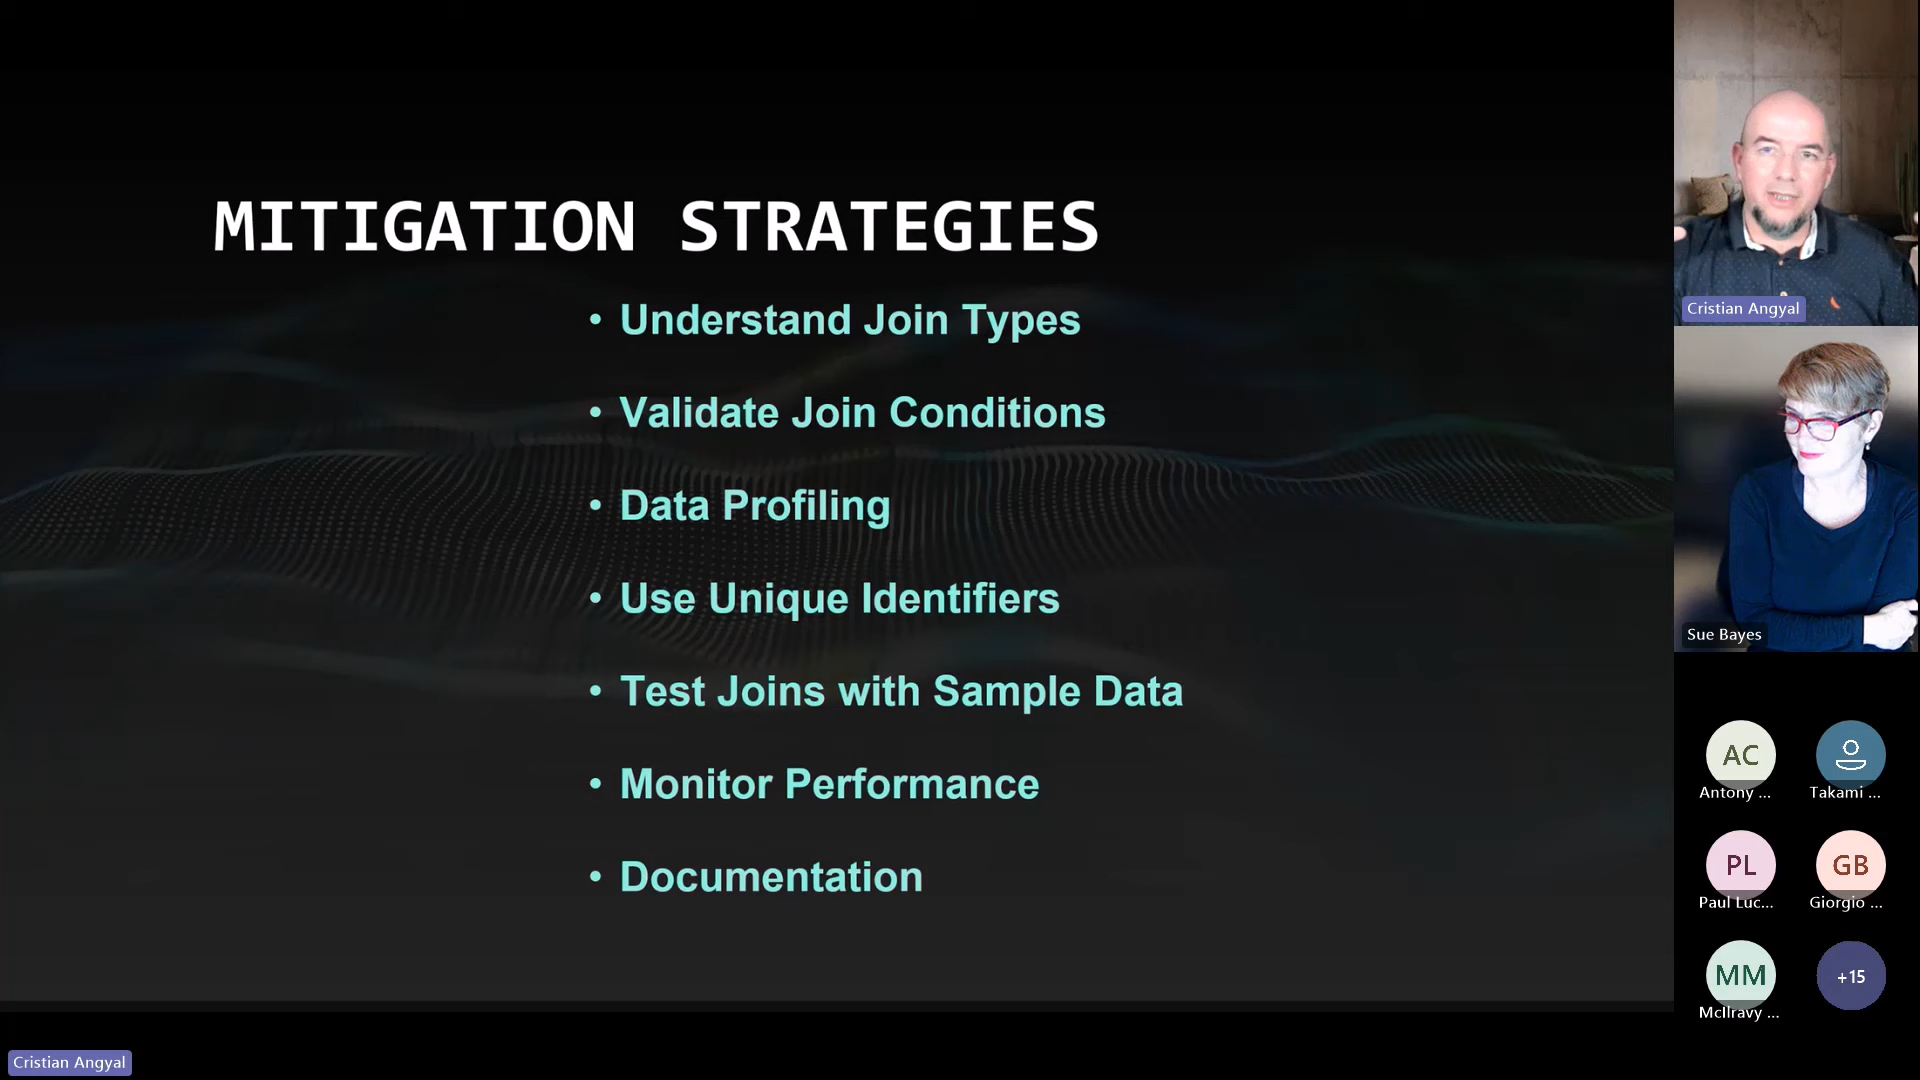 MITIGATION STRATEGIES
• Understand Join Types
• Validate Join Conditions
• Data Profiling
• Use Unique Identifiers
• Test Joins with Sample Data
• Monitor Performance
• Documentation
Cristian Angyal
Sue Bayes
AC
Antony ...
Takami ...
PL
Paul Luc...
GB
Giorgio ...
MM
McIlravy ...
+15
Cristian Angyal